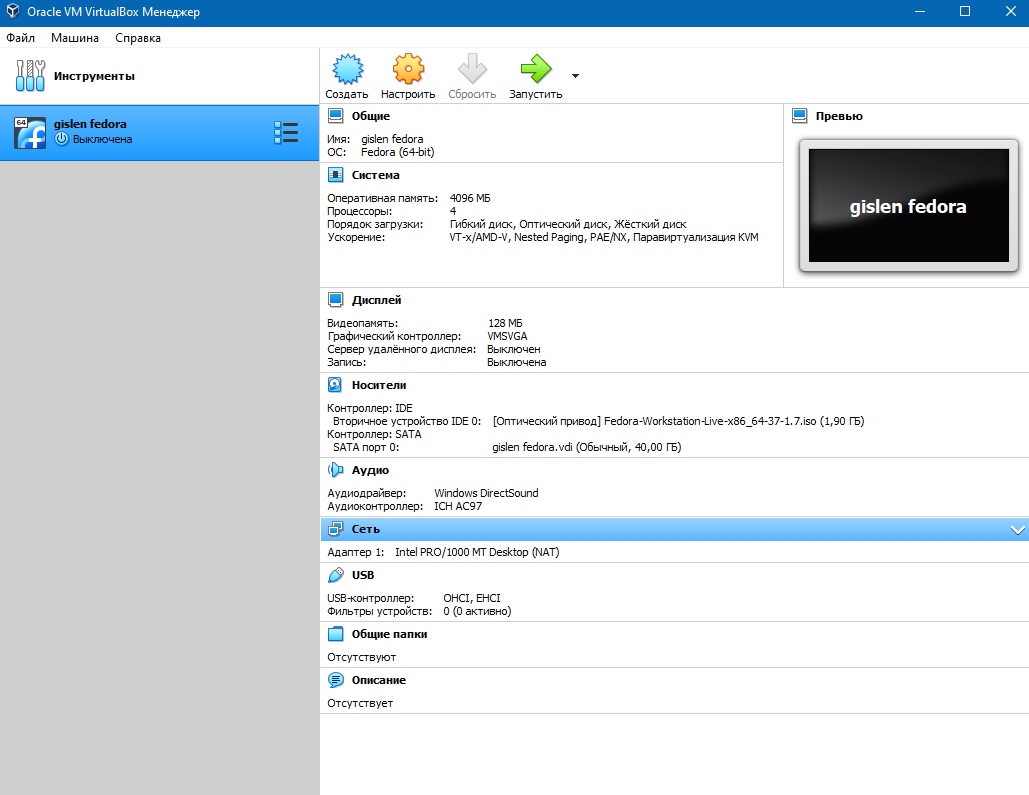 Oracle VM VirtualBox Менеджер
Файл Машина Справка
Инструменты
64
gislen fedora
Выключена
Создать Настроить Сбросить Запустить
Общие
Имя: gislen fedora
ОС: Fedora (64-bit)
Превью
gislen fedora
Система
Оперативная память: 4096 МБ
Процессоры: 4
Порядок загрузки: Гибкий диск, Оптический диск, Жёсткий диск
Ускорение: VT-x/AMD-V, Nested Paging, PAE/NX, Паравиртуализация KVM
Дисплей
Видеопамять: 128 МБ
Графический контроллер: VMSVGA
Сервер удалённого дисплея: Выключен
Запись: Выключена
Носители
Контроллер: IDE
Вторичное устройство IDE 0: [Оптический привод] Fedora-Workstation-Live-x86_64-37-1.7.iso (1,90 ГБ)
Контроллер: SATA
SATA порт 0: gislen fedora.vdi (Обычный, 40,00 ГБ)
Аудио
Аудиодрайвер: Windows DirectSound
Аудиоконтроллер: ICH AC97
Сеть
Адаптер 1: Intel PRO/1000 MT Desktop (NAT)
USB
USB-контроллер: OHCI, EHCI
Фильтры устройств: 0 (0 активно)
Общие папки
Отсутствуют
Описание
Отсутствует